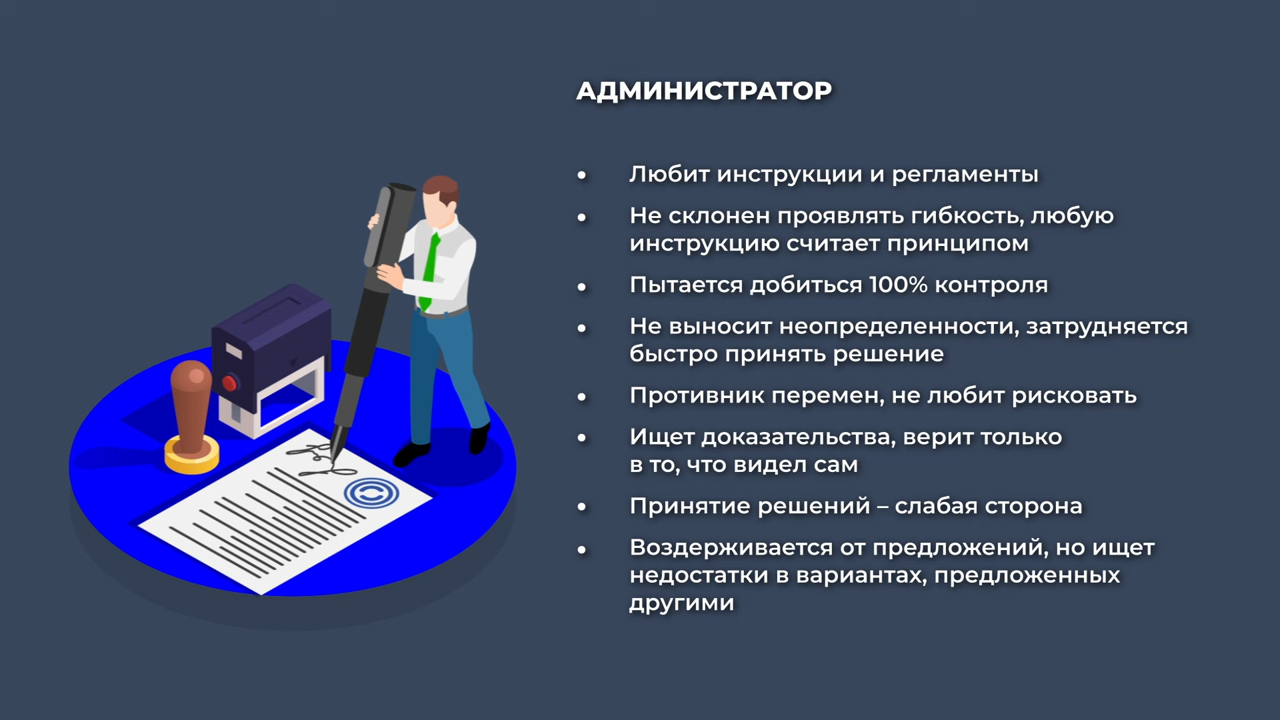 АДМИНИСТРАТОР
• Любит инструкции и регламенты
• Не склонен проявлять гибкость, любую
инструкцию считает принципом
• Пытается добиться 100% контроля
• Не выносит неопределенности, затрудняется
быстро принять решение
• Противник перемен, не любит рисковать
• Ищет доказательства, верит только
в то, что видел сам
• Принятие решений – слабая сторона
• Воздерживается от предложений, но ищет
недостатки в вариантах, предложенных
другими